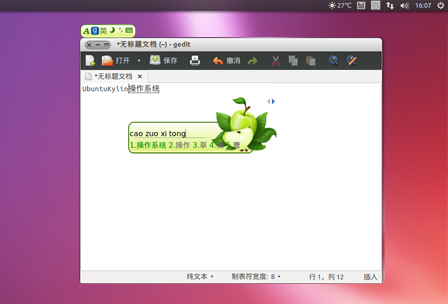 27°C 16:07
简
*无标题文档 (~) - gedit
打开 保存 撤消
*无标题文档
UbuntuKylin操作系统
cao zuo xi tong
1.操作系统 2.操作 3.草 4.
纯文本 制表符宽度: 8 行 1, 列 12 插入